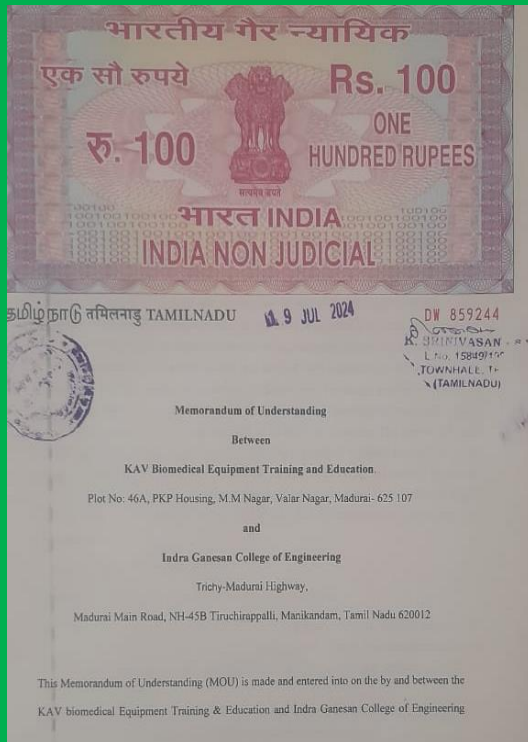 भारतीय गैर न्यायिक
एक सौ रुपये
Rs. 100
रु. 100
ONE
HUNDRED RUPEES
सत्यमेव जयते
भारत INDIA
INDIA NON JUDICIAL
தமிழ்நாடு तमिलनाडु TAMILNADU
9 JUL 2024
DW 859244
K. SRINIVASAN
L.No. 15849/
TOWNHALL,
(TAMILNADU)
Memorandum of Understanding
Between
KAV Biomedical Equipment Training and Education.
Plot No: 46A, PKP Housing, M.M Nagar, Valar Nagar, Madurai- 625 107
and
Indra Ganesan College of Engineering
Trichy-Madurai Highway,
Madurai Main Road, NH-45B Tiruchirappalli, Manikandam, Tamil Nadu 620012
This Memorandum of Understanding (MOU) is made and entered into on the by and between the
KAV biomedical Equipment Training & Education and Indra Ganesan College of Engineering